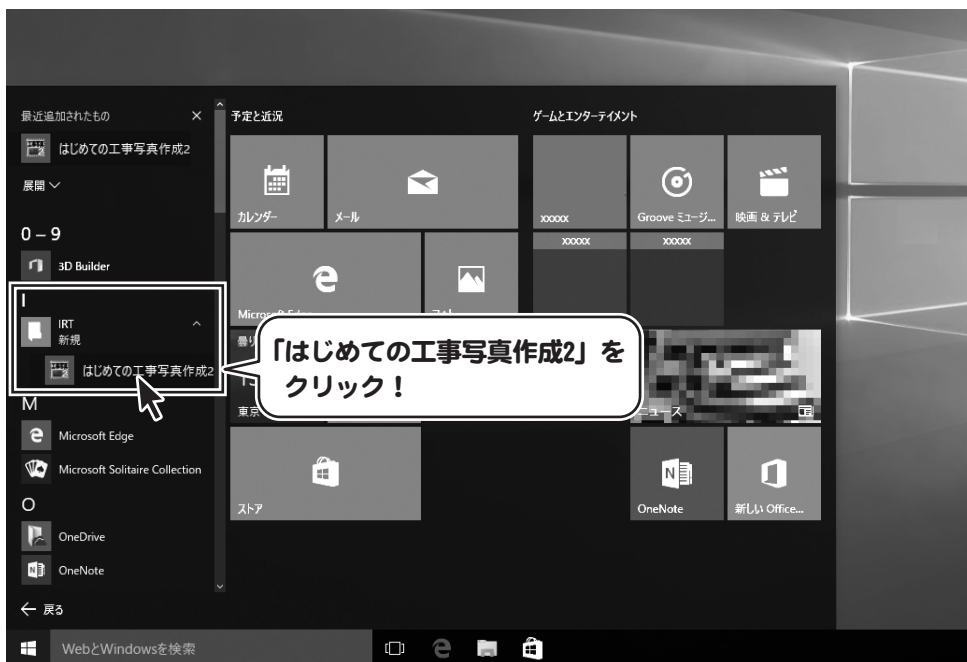 最近追加されたもの
はじめての工事写真作成2
展開
0 – 9
3D Builder
I
IRT
新規
はじめての工事写真作成2
M
Microsoft Edge
Microsoft Solitaire Collection
O
OneDrive
OneNote
戻る
WebとWindowsを検索
予定と近況
カレンダー
メール
Microsoft Edge
東京
ストア
ゲームとエンターテイメント
xxxxx
Groove ミュージ...
映画 & テレビ
xxxxx
xxxxx
ニュース
OneNote
新しい Office...
「はじめての工事写真作成2」を
クリック！